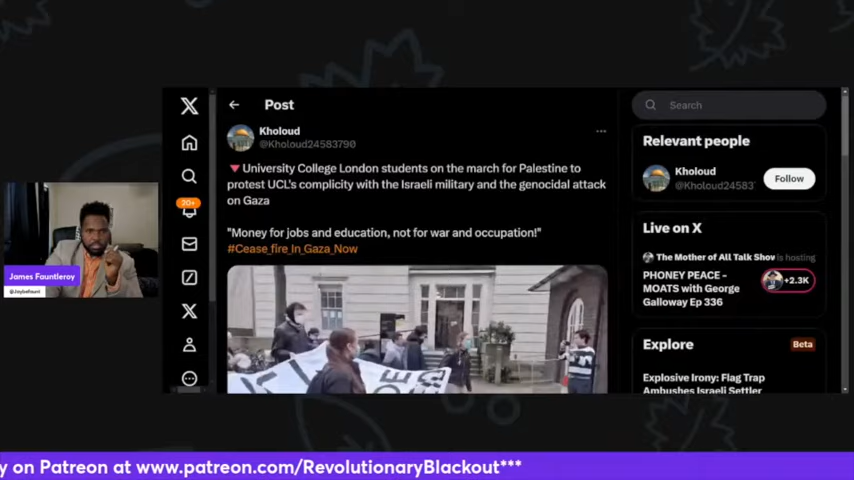 Post
Search
Kholoud
@Kholoud24583790
🔻University College London students on the march for Palestine to
protest UCL's complicity with the Israeli military and the genocidal attack
on Gaza
"Money for jobs and education, not for war and occupation!"
#Cease_fire_In_Gaza_Now
Relevant people
Kholoud
@Kholoud245837
Follow
Live on X
The Mother of All Talk Show is hosting
PHONEY PEACE -
MOATS with George
Galloway Ep 336
+2.3K
Explore
Beta
Explosive Irony: Flag Trap
Ambushes Israeli Settler
20+
James Fauntleroy
y on Patreon at www.patreon.com/RevolutionaryBlackout***